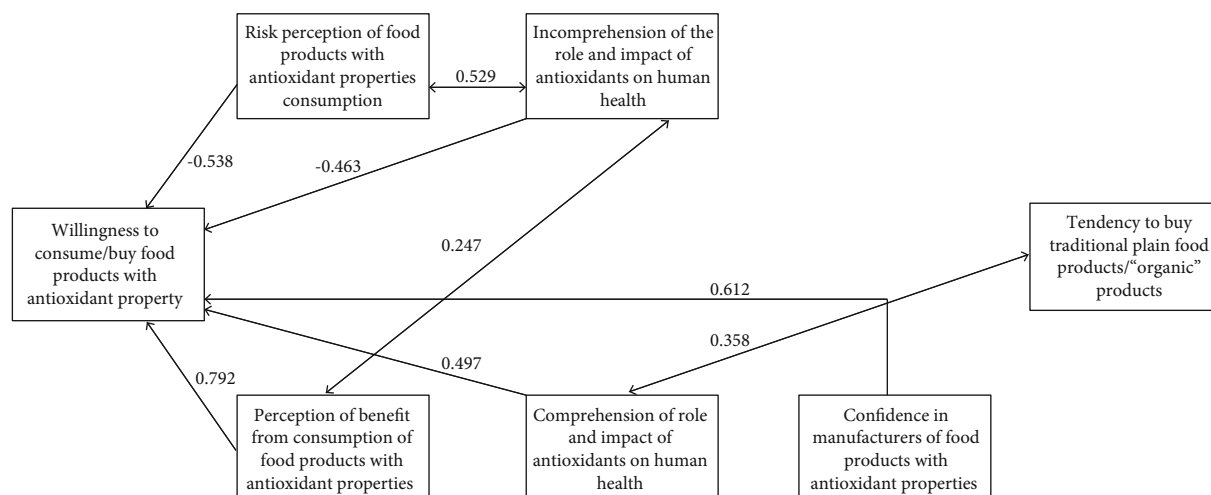 Risk perception of food
products with
antioxidant properties
consumption
0.529
Incomprehension of the
role and impact of
antioxidants on human
health
-0.538
-0.463
Willingness to
consume/buy food
products with
antioxidant property
0.247
Tendency to buy
traditional plain food
products/“organic”
products
0.612
0.358
0.497
0.792
Perception of benefit
from consumption of
food products with
antioxidant properties
Comprehension of role
and impact of
antioxidants on human
health
Confidence in
manufacturers of food
products with
antioxidant properties